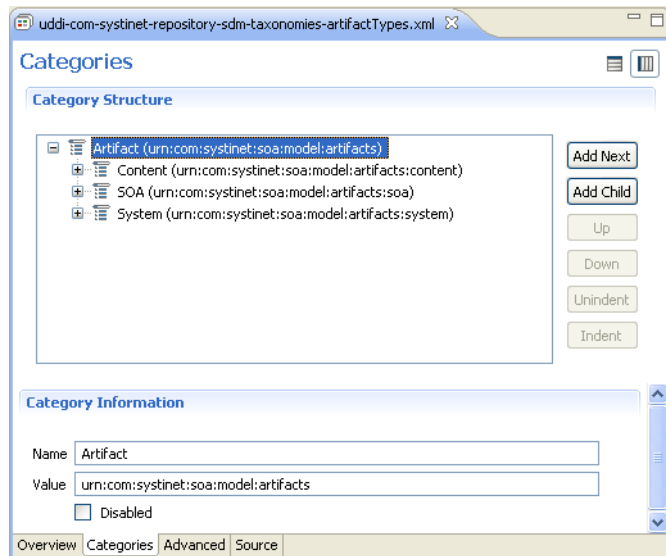 uddi-com-systinet-repository-sdm-taxonomies-artifactTypes.xml
Categories
Category Structure
Artifact (urn:com:systinet:soa:model:artifacts)
Content (urn:com:systinet:soa:model:artifacts:content)
SOA (urn:com:systinet:soa:model:artifacts:soa)
System (urn:com:systinet:soa:model:artifacts:system)
Add Next
Add Child
Up
Down
Unindent
Indent
Category Information
Name Artifact
Value urn:com:systinet:soa:model:artifacts
Disabled
Overview Categories Advanced Source